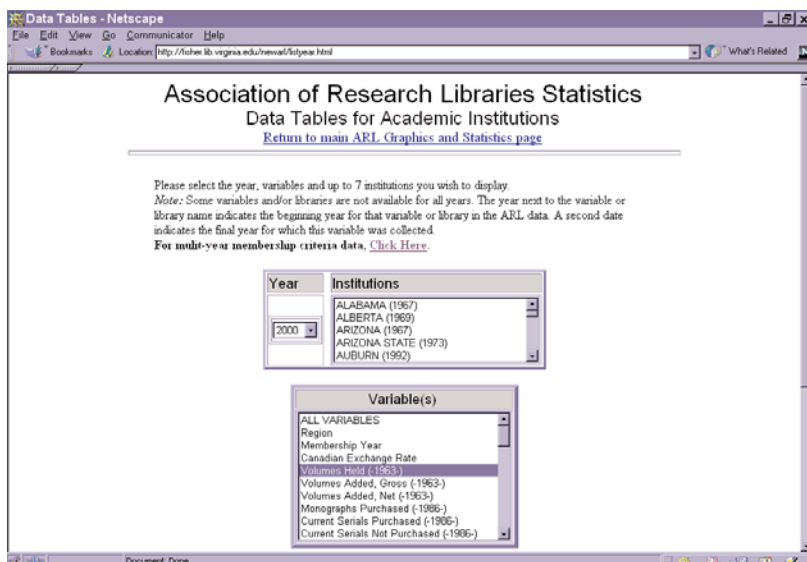 Data Tables - Netscape
File Edit View Go Communicator Help
Bookmarks Location: http://fisher.lib.virginia.edu/newarl/listyear.html What's Related
Association of Research Libraries Statistics
Data Tables for Academic Institutions
Return to main ARL Graphics and Statistics page
Please select the year, variables and up to 7 institutions you wish to display.
Note: Some variables and/or libraries are not available for all years. The year next to the variable or
library name indicates the beginning year for that variable or library in the ARL data. A second date
indicates the final year for which this variable was collected.
For mulit-year membership criteria data, Click Here.
Year Institutions
ALABAMA (1967)
ALBERTA (1969)
2000 ARIZONA (1967)
ARIZONA STATE (1973)
AUBURN (1992)
Variable(s)
ALL VARIABLES
Region
Membership Year
Canadian Exchange Rate
Volumes Held (-1963-)
Volumes Added, Gross (-1963-)
Volumes Added, Net (-1963-)
Monographs Purchased (-1986-)
Current Serials Purchased (-1986-)
Current Serials Not Purchased (-1986-)
Document: Done